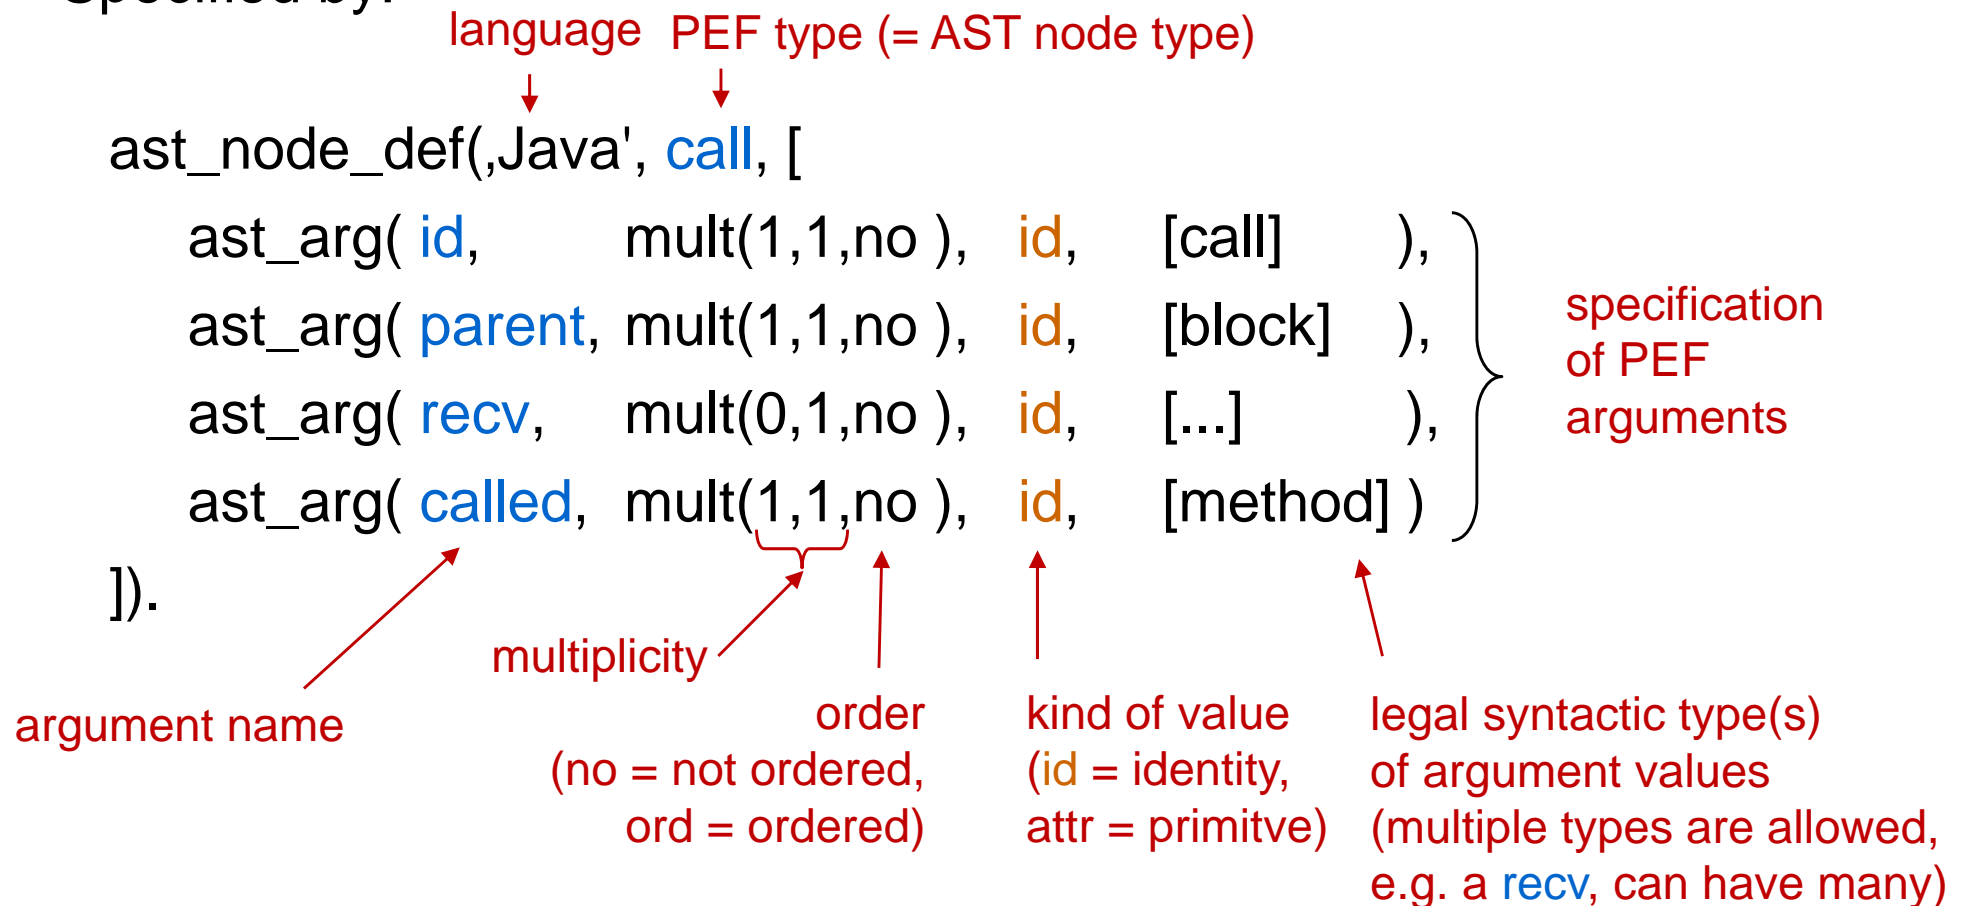 Specified by:
language PEF type (= AST node type)
ast_node_def(‚Java', call, [
ast_arg( id, mult(1,1,no ), id, [call] ),
ast_arg( parent, mult(1,1,no ), id, [block] ),
ast_arg( recv, mult(0,1,no ), id, [...] ),
ast_arg( called, mult(1,1,no ), id, [method] )
]).
specification
of PEF
arguments
argument name
multiplicity
order
(no = not ordered,
ord = ordered)
kind of value
(id = identity,
attr = primitve)
legal syntactic type(s)
of argument values
(multiple types are allowed,
e.g. a recv, can have many)